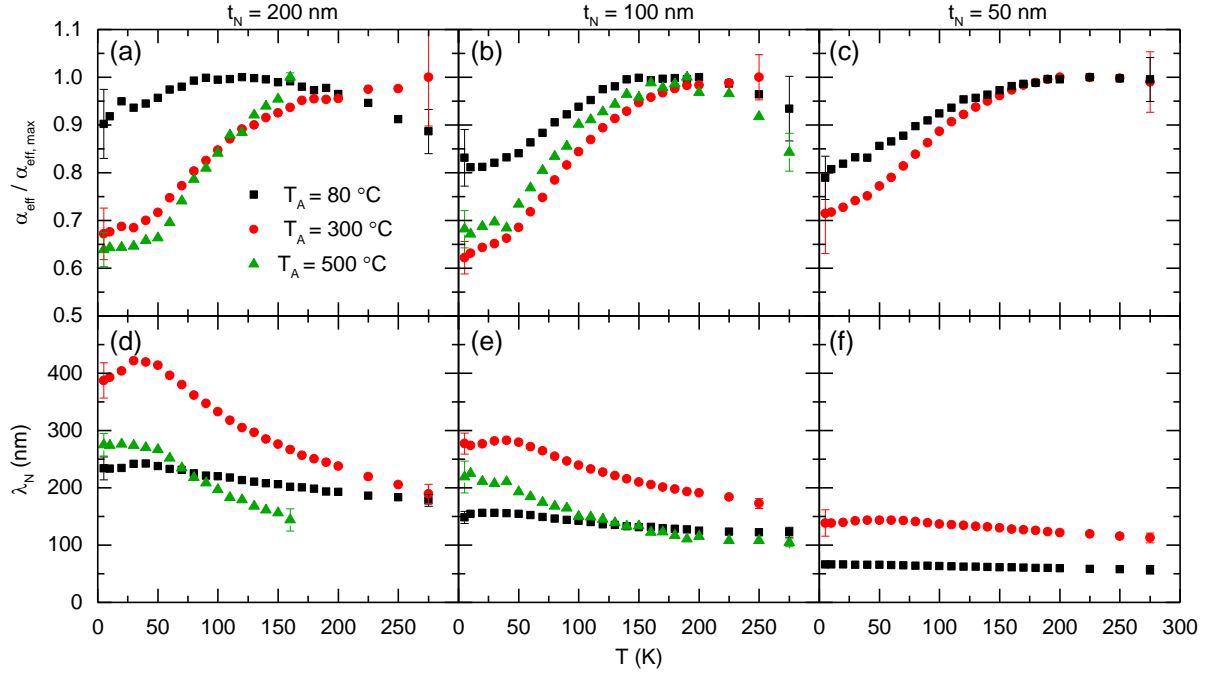 t_N = 200 nm t_N = 100 nm t_N = 50 nm
1.1
1.0
0.9
0.8
0.7
0.6
0.5
α_eff / α_eff, max
(a) (b) (c)
T_A = 80 °C
T_A = 300 °C
T_A = 500 °C
(d) (e) (f)
400
300
200
100
0
λ_N (nm)
0 50 100 150 200 250 0 50 100 150 200 250 0 50 100 150 200 250 300
T (K)